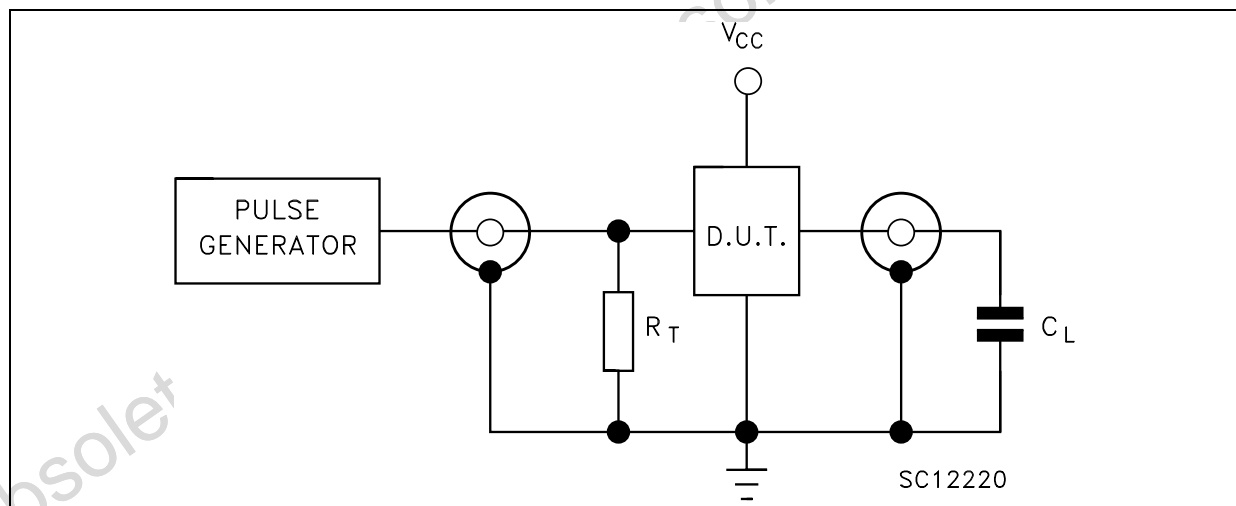 VCC
PULSE
GENERATOR
D.U.T.
RT
CL
SC12220